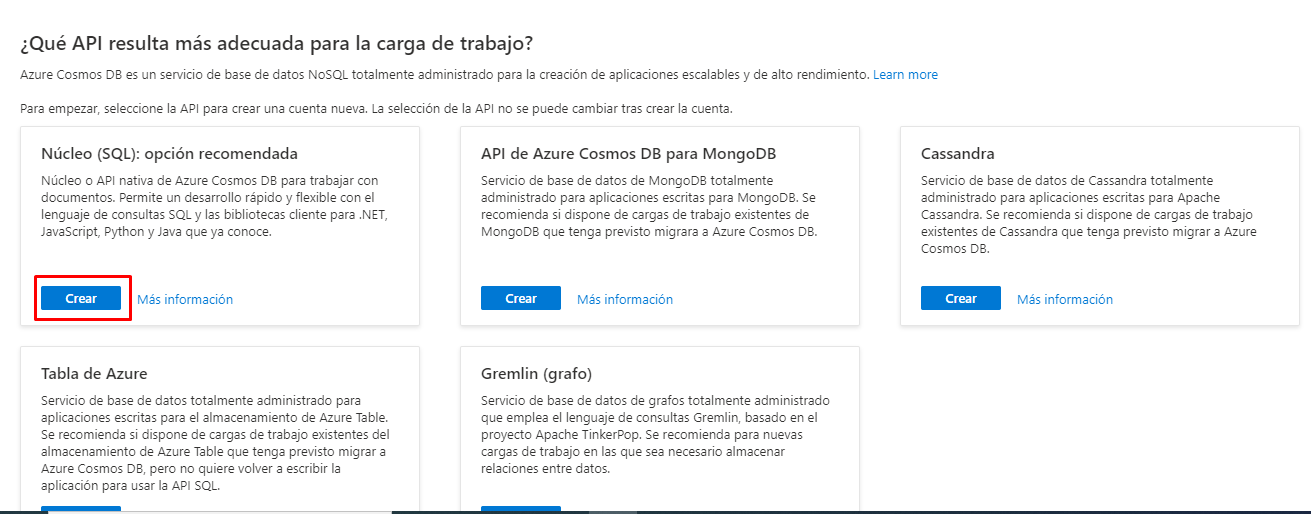 ¿Qué API resulta más adecuada para la carga de trabajo?
Azure Cosmos DB es un servicio de base de datos NoSQL totalmente administrado para la creación de aplicaciones escalables y de alto rendimiento. Learn more
Para empezar, seleccione la API para crear una cuenta nueva. La selección de la API no se puede cambiar tras crear la cuenta.
Núcleo (SQL): opción recomendada
Núcleo o API nativa de Azure Cosmos DB para trabajar con
documentos. Permite un desarrollo rápido y flexible con el
lenguaje de consultas SQL y las bibliotecas cliente para .NET,
JavaScript, Python y Java que ya conoce.
Crear Más información
API de Azure Cosmos DB para MongoDB
Servicio de base de datos de MongoDB totalmente
administrado para aplicaciones escritas para MongoDB. Se
recomienda si dispone de cargas de trabajo existentes de
MongoDB que tenga previsto migrara a Azure Cosmos DB.
Crear Más información
Cassandra
Servicio de base de datos de Cassandra totalmente
administrado para aplicaciones escritas para Apache
Cassandra. Se recomienda si dispone de cargas de trabajo
existentes de Cassandra que tenga previsto migrar a Azure
Cosmos DB.
Crear Más información
Tabla de Azure
Servicio de base de datos totalmente administrado para
aplicaciones escritas para el almacenamiento de Azure Table.
Se recomienda si dispone de cargas de trabajo existentes del
almacenamiento de Azure Table que tenga previsto migrar a
Azure Cosmos DB, pero no quiere volver a escribir la
aplicación para usar la API SQL.
Gremlin (grafo)
Servicio de base de datos de grafos totalmente administrado
que emplea el lenguaje de consultas Gremlin, basado en el
proyecto Apache TinkerPop. Se recomienda para nuevas
cargas de trabajo en las que sea necesario almacenar
relaciones entre datos.